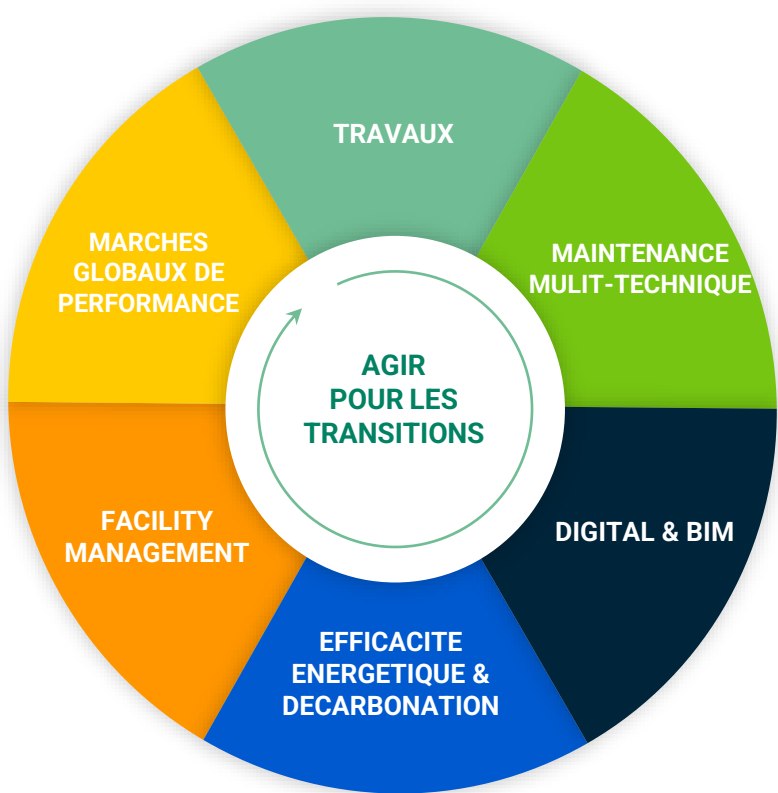 TRAVAUX
MAINTENANCE
MULIT-TECHNIQUE
DIGITAL & BIM
EFFICACITE
ENERGETIQUE &
DECARBONATION
FACILITY
MANAGEMENT
MARCHES
GLOBAUX DE
PERFORMANCE
AGIR
POUR LES
TRANSITIONS